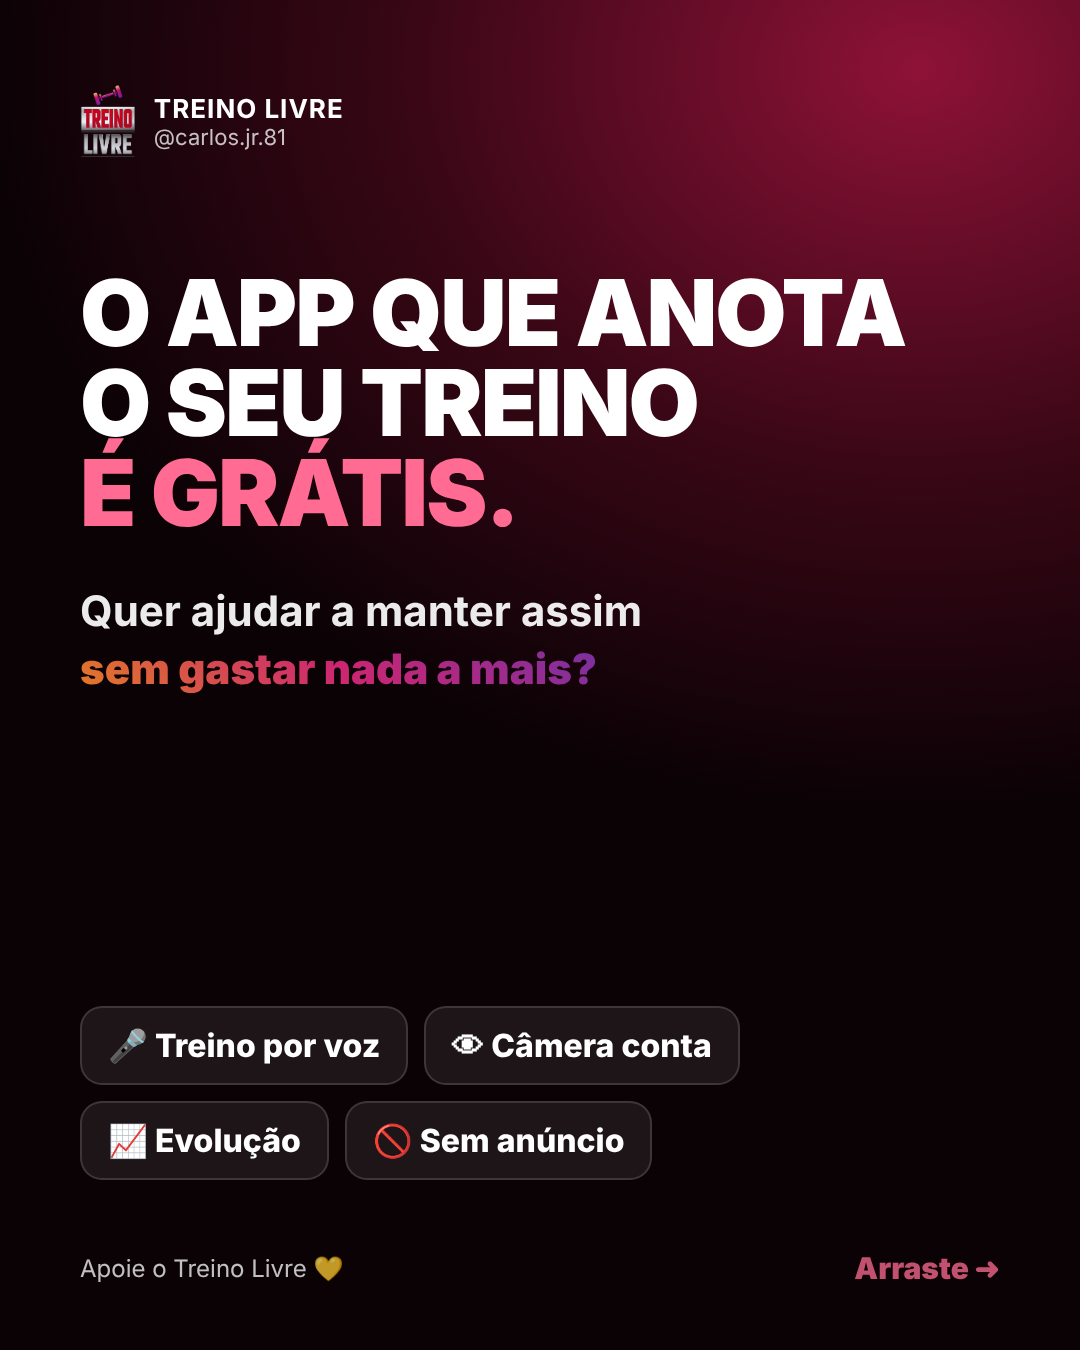 TREINO
LIVRE
TREINO LIVRE
@carlos.jr.81
O APP QUE ANOTA
O SEU TREINO
É GRÁTIS.
Quer ajudar a manter assim
sem gastar nada a mais?
🎤 Treino por voz
👁 Câmera conta
📈 Evolução
🚫 Sem anúncio
Apoie o Treino Livre 💛
Arraste ➜